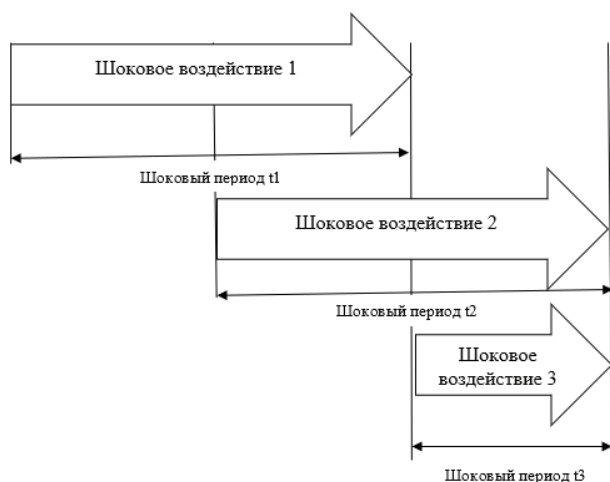 Шоковое воздействие 1
Шоковый период t1
Шоковое воздействие 2
Шоковый период t2
Шоковое
воздействие 3
Шоковый период t3